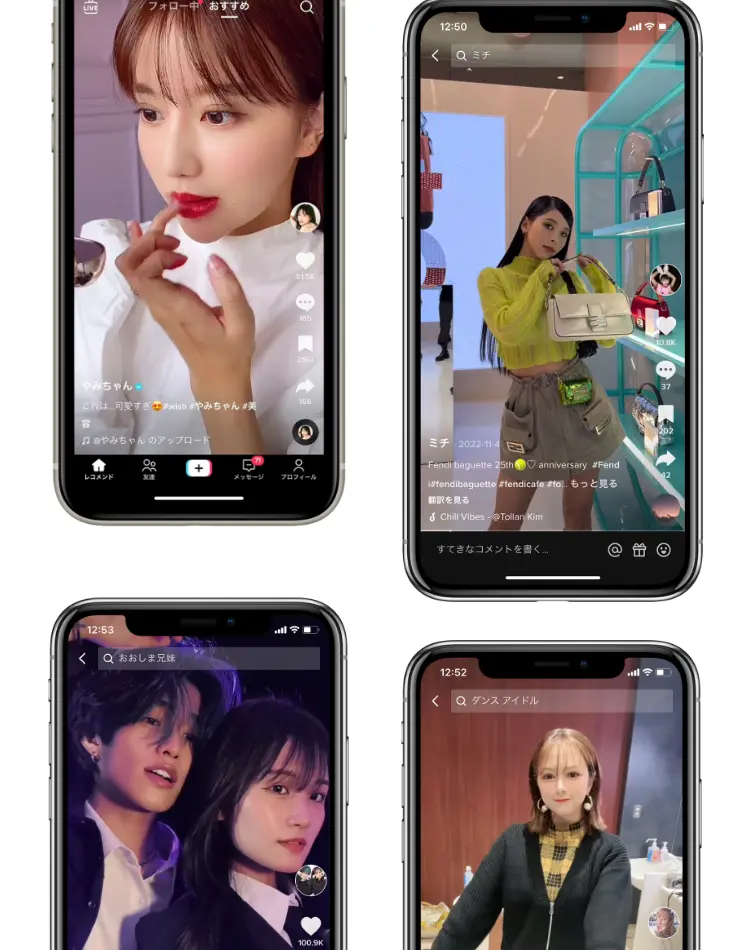 LIVE
フォロー中 おすすめ
185
2183
166
やみちゃん
これは…可愛すぎ😍#wish #やみちゃん #美
容
@やみちゃん のアップロード
71
レコメンド
友達
メッセージ
プロフィール
12:50
ミチ
10.8K
37
202
42
ミチ · 2022-11-4
Fendi baguette 25th🟡♡ anniversary #Fend
i#fendibaguette #fendicafe #fo... もっと見る
翻訳を見る
Chill Vibes - @Tollan Kim
すてきなコメントを書く...
12:53
おおしま兄妹
100.9K
12:52
ダンス アイドル